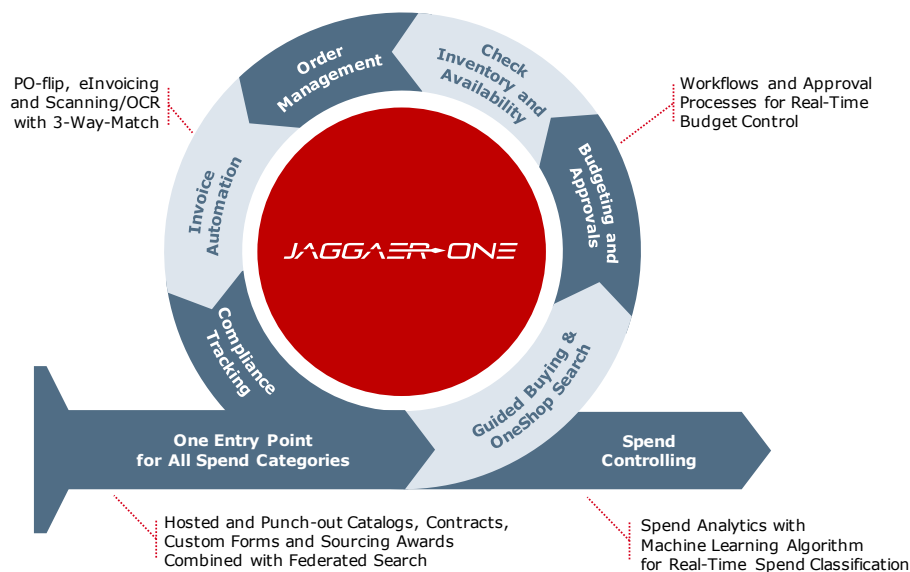 PO-flip, eInvoicing
and Scanning/OCR
with 3-Way-Match
Order
Management
Check
Inventory and
Availability
Workflows and Approval
Processes for Real-Time
Budget Control
Invoice
Automation
JAGGAER ONE
Budgeting and
Approvals
Compliance
Tracking
Guided Buying &
OneShop Search
One Entry Point
for All Spend Categories
Spend
Controlling
Hosted and Punch-out Catalogs, Contracts,
Custom Forms and Sourcing Awards
Combined with Federated Search
Spend Analytics with
Machine Learning Algorithm
for Real-Time Spend Classification